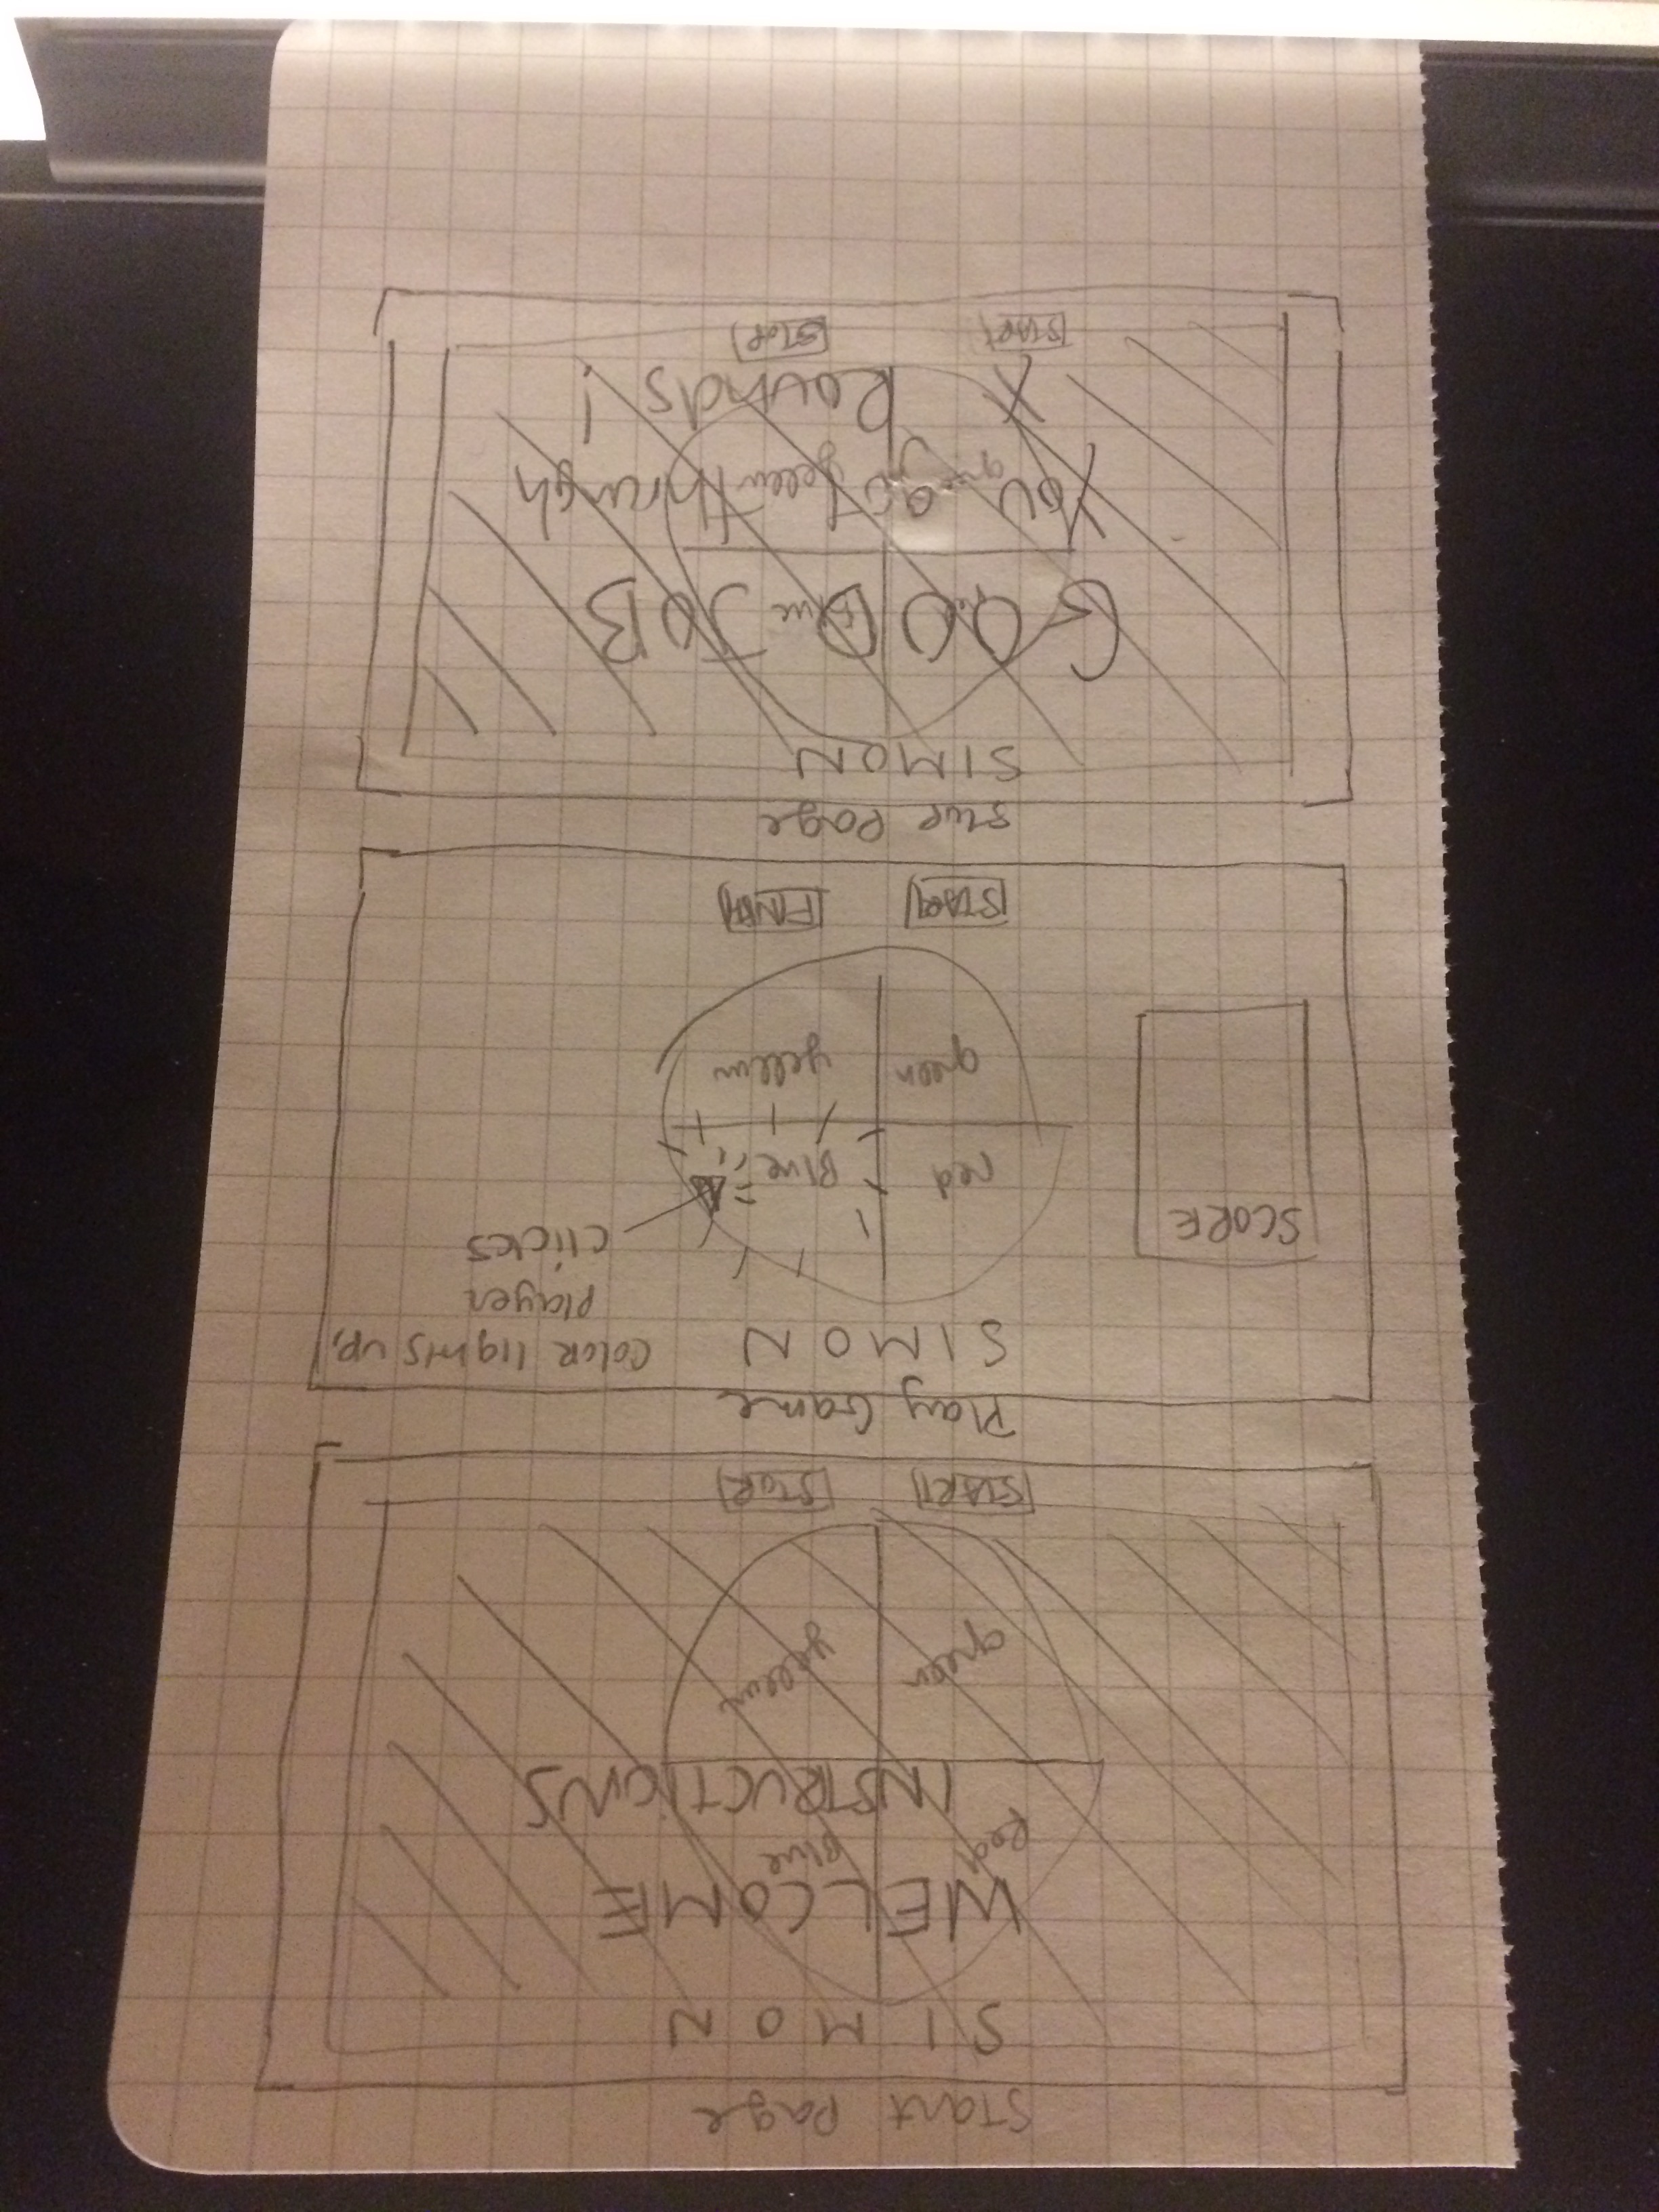 Start Page
SIMON
WELCOME
Red Blue
INSTRUCTIONS
green yellow
START STOP
Play Game
SIMON
COLOR lights up,
player
clicks
SCORE
red Blue
green yellow
START
Stop Page
SIMON
GOOD JOB
Blue
You got through
green yellow
X Rounds!
START STOP